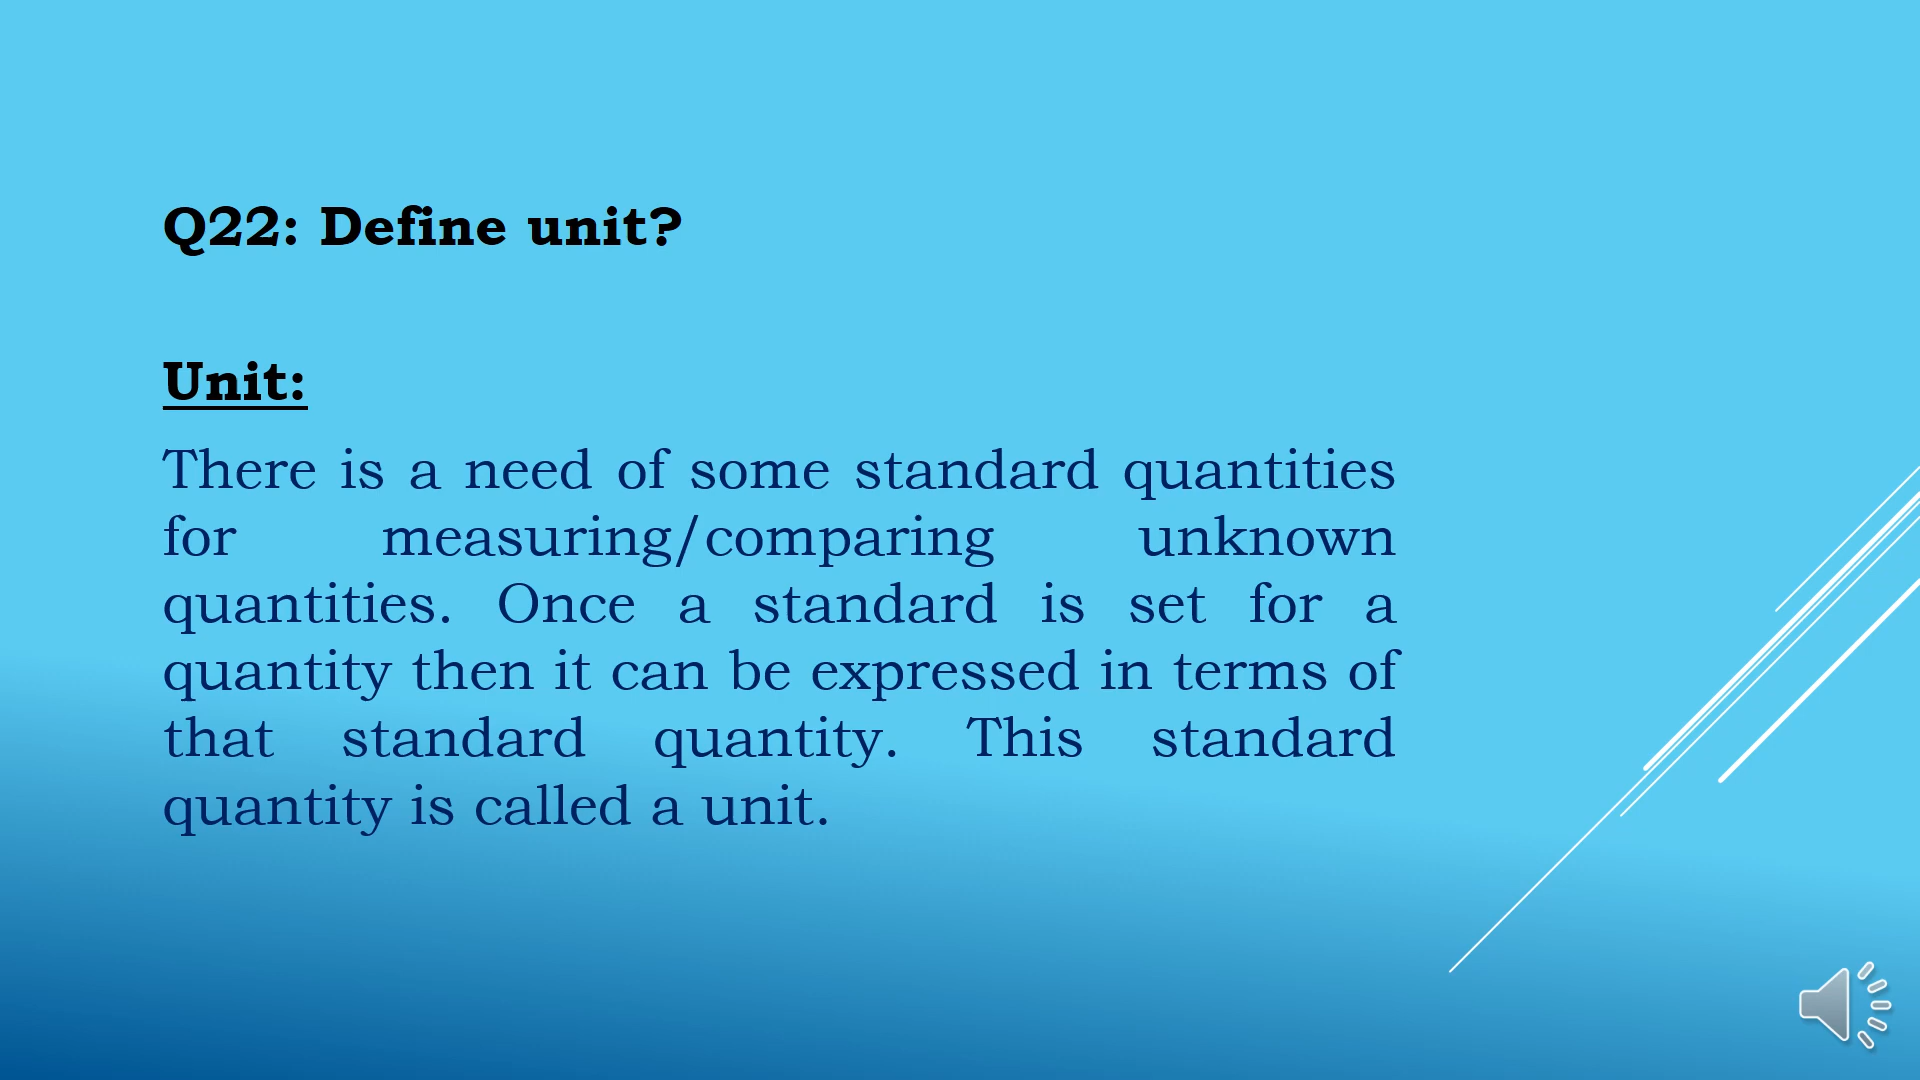 Q22: Define unit?
Unit:
There is a need of some standard quantities
for measuring/comparing unknown
quantities. Once a standard is set for a
quantity then it can be expressed in terms of
that standard quantity. This standard
quantity is called a unit.